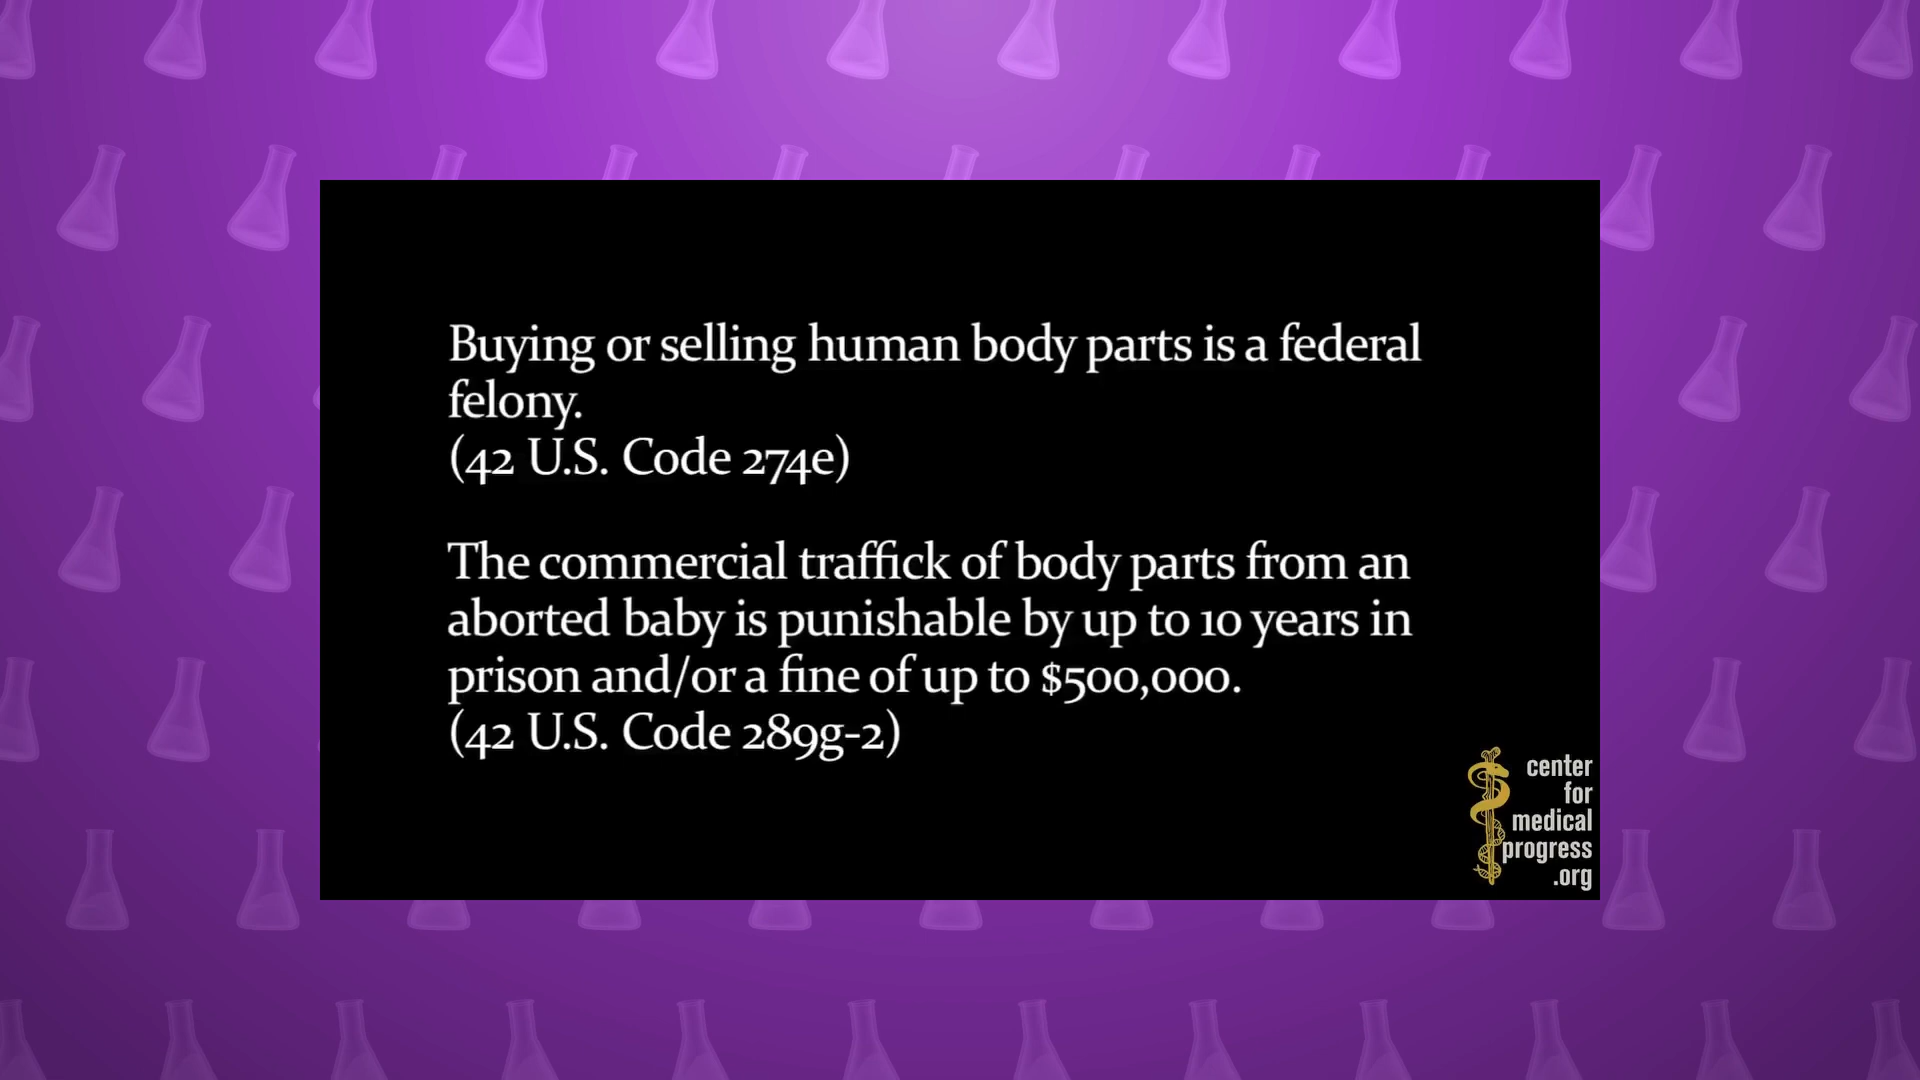 Buying or selling human body parts is a federal
felony.
(42 U.S. Code 274e)
The commercial traffick of body parts from an
aborted baby is punishable by up to 10 years in
prison and/or a fine of up to $500,000.
(42 U.S. Code 289g-2)
center
for
medical
progress
.org